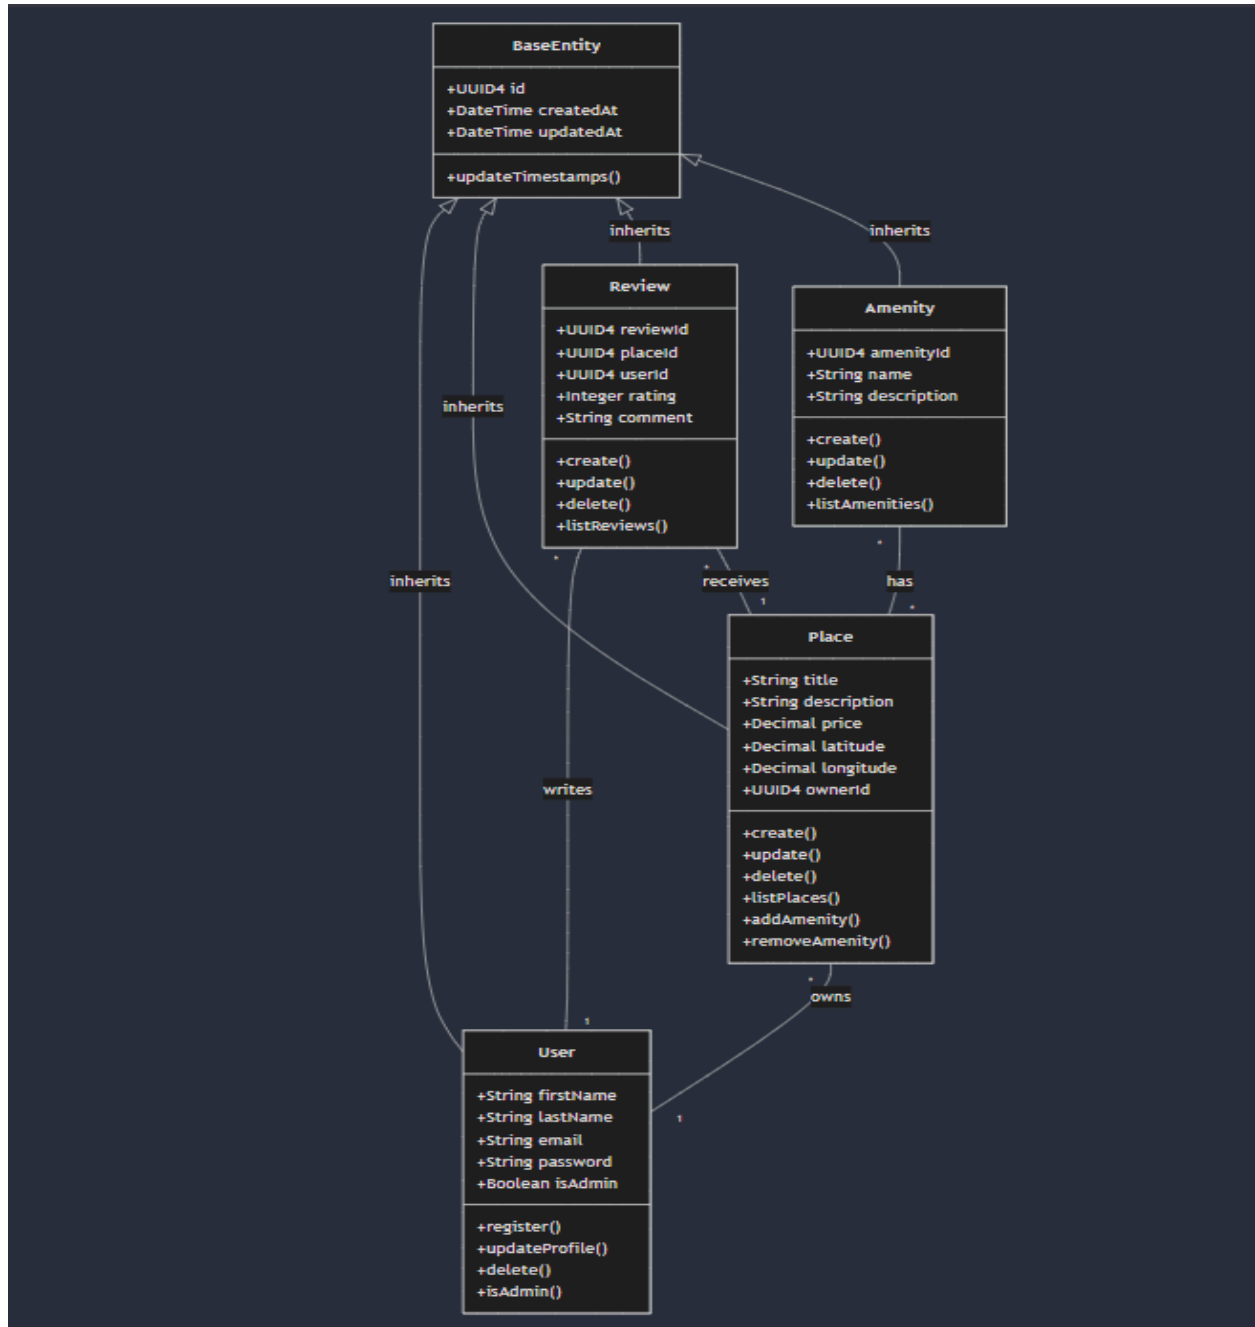 BaseEntity
+UUID4 id
+DateTime createdAt
+DateTime updatedAt
+updateTimestamps()
inherits
inherits
Review
+UUID4 reviewId
+UUID4 placeId
+UUID4 userId
+Integer rating
+String comment
+create()
+update()
+delete()
+listReviews()
Amenity
+UUID4 amenityId
+String name
+String description
+create()
+update()
+delete()
+listAmenities()
inherits
inherits
*
*
*
receives
has
1
*
Place
+String title
+String description
+Decimal price
+Decimal latitude
+Decimal longitude
+UUID4 ownerId
+create()
+update()
+delete()
+listPlaces()
+addAmenity()
+removeAmenity()
writes
*
owns
1
1
User
+String firstName
+String lastName
+String email
+String password
+Boolean isAdmin
+register()
+updateProfile()
+delete()
+isAdmin()